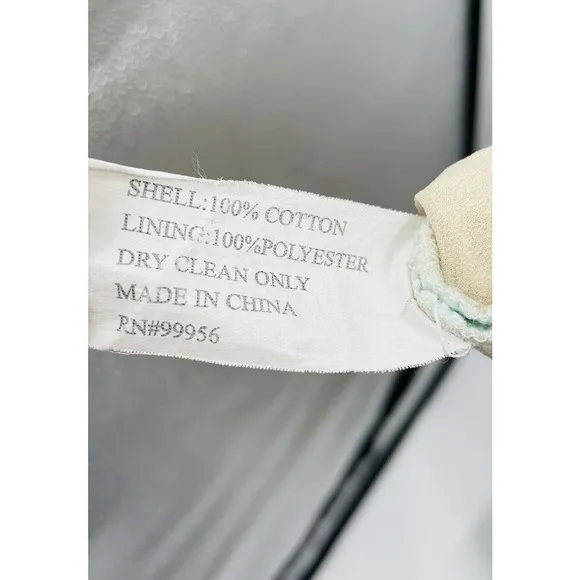 SHELL:100% COTTON
LINING:100%POLYESTER
DRY CLEAN ONLY
MADE IN CHINA
RN#99956